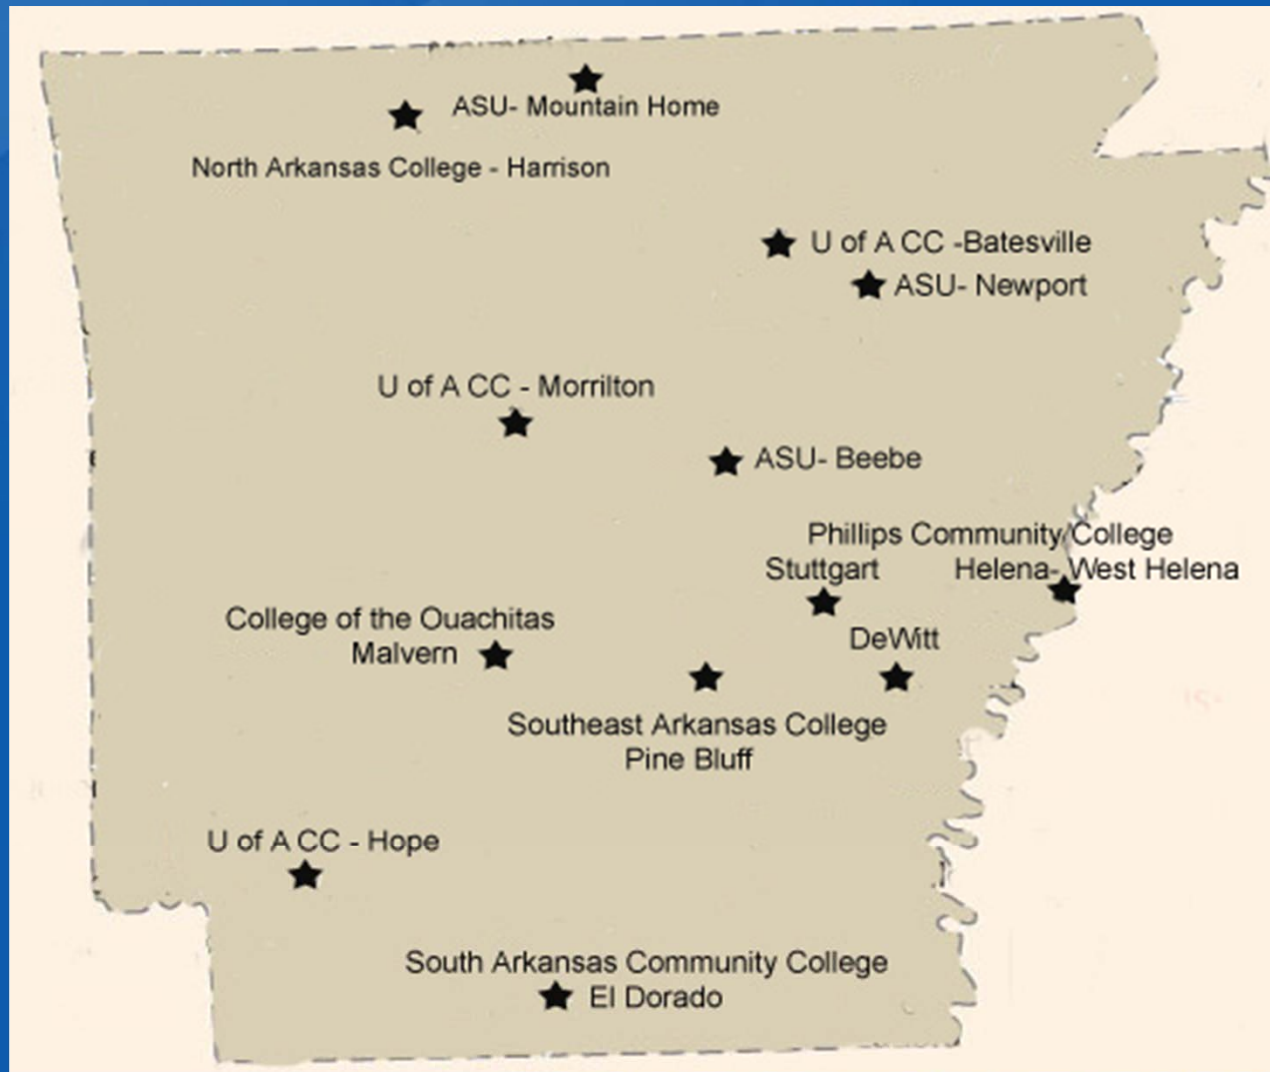 ASU- Mountain Home
North Arkansas College - Harrison
U of A CC -Batesville
ASU- Newport
U of A CC - Morrilton
ASU- Beebe
Phillips Community College
Stuttgart
Helena- West Helena
College of the Ouachitas
Malvern
DeWitt
Southeast Arkansas College
Pine Bluff
U of A CC - Hope
South Arkansas Community College
El Dorado